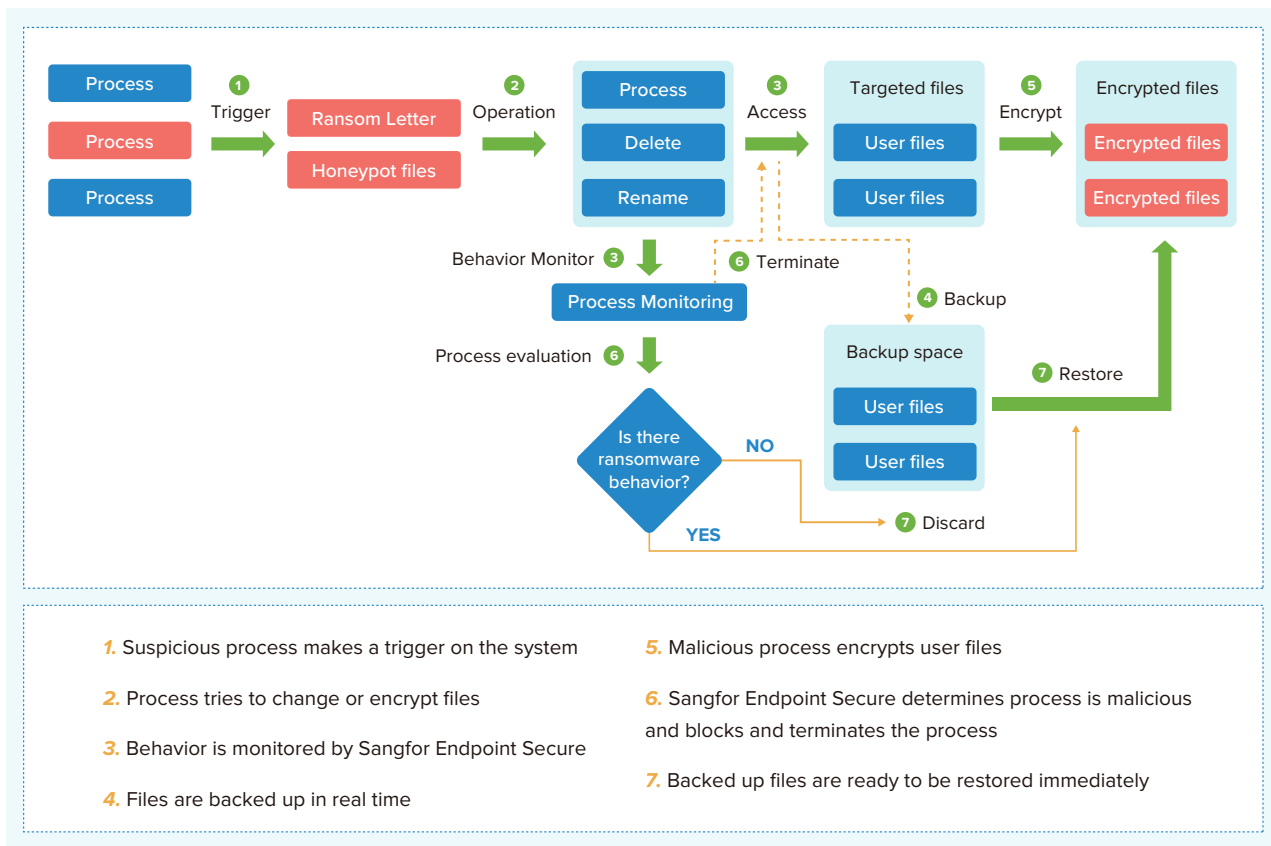 Process
Process
Process
1
Trigger
Ransom Letter
Honeypot files
2
Operation
Process
Delete
Rename
3
Access
Targeted files
User files
User files
5
Encrypt
Encrypted files
Encrypted files
Encrypted files
Behavior Monitor 3
6 Terminate
Process Monitoring
4 Backup
Process evaluation 6
Backup space
User files
User files
7 Restore
Is there
ransomware
behavior?
NO
7 Discard
YES
1. Suspicious process makes a trigger on the system
2. Process tries to change or encrypt files
3. Behavior is monitored by Sangfor Endpoint Secure
4. Files are backed up in real time
5. Malicious process encrypts user files
6. Sangfor Endpoint Secure determines process is malicious
and blocks and terminates the process
7. Backed up files are ready to be restored immediately